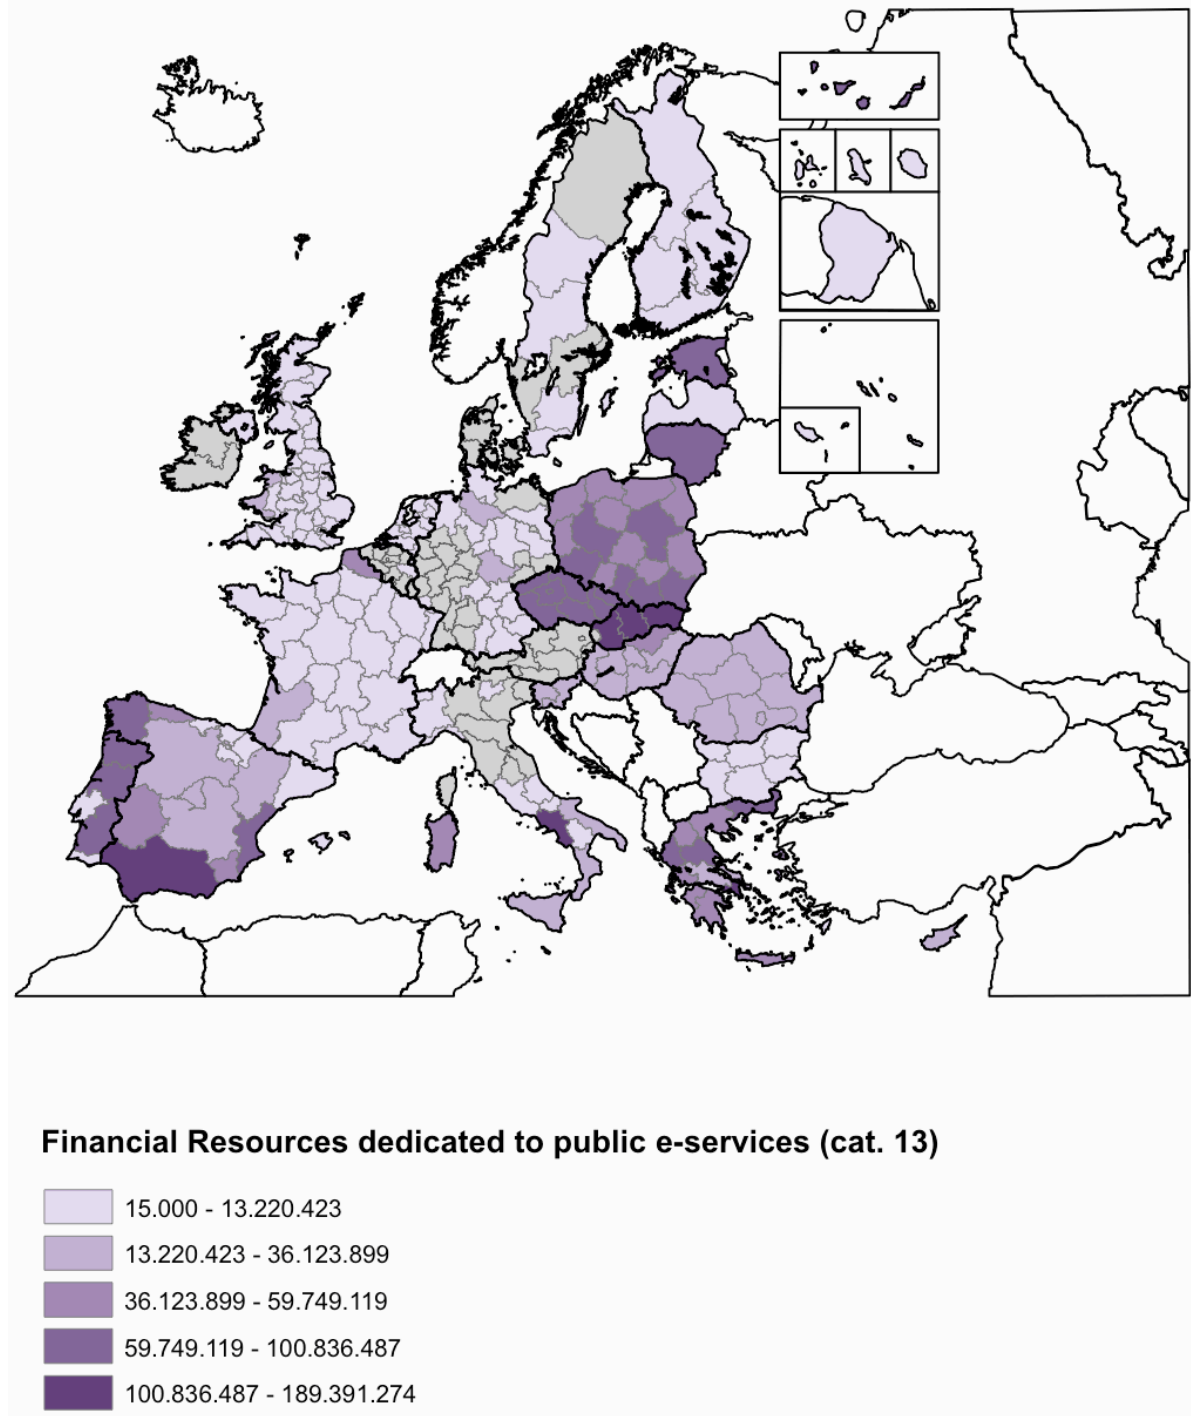 Financial Resources dedicated to public e-services (cat. 13)
15.000 - 13.220.423
13.220.423 - 36.123.899
36.123.899 - 59.749.119
59.749.119 - 100.836.487
100.836.487 - 189.391.274